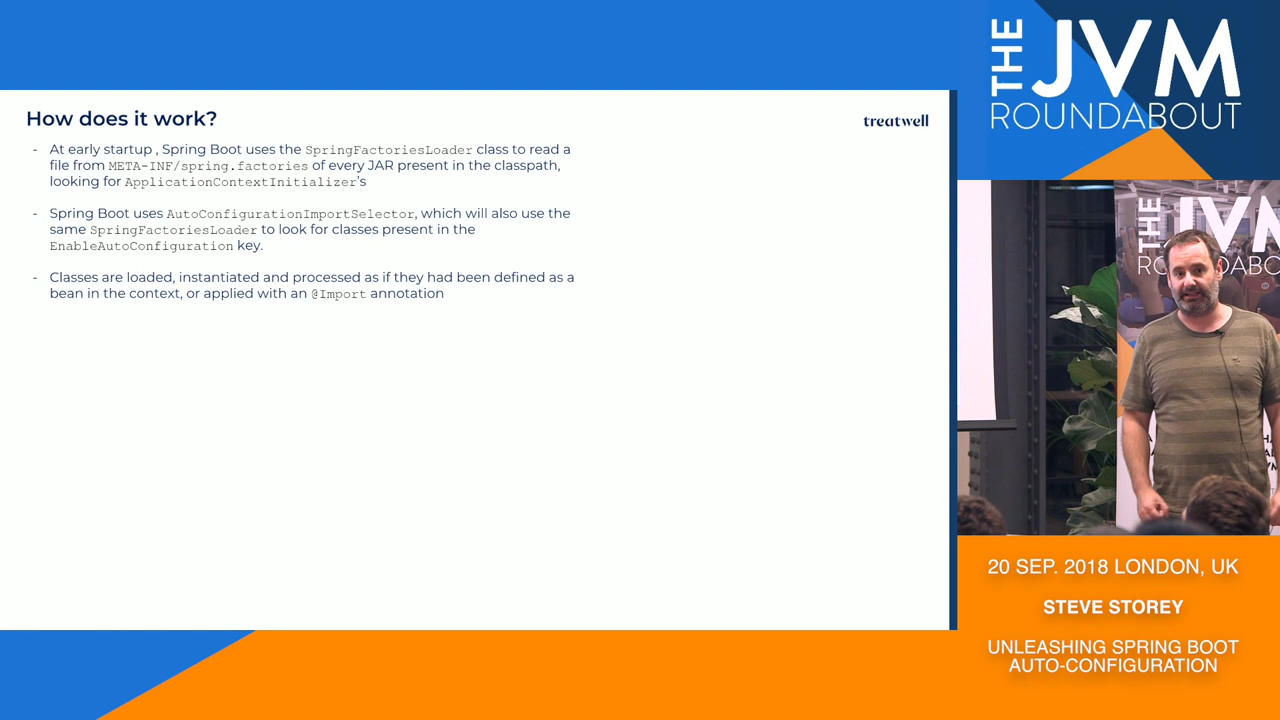 How does it work?
treatwell
- At early startup , Spring Boot uses the SpringFactoriesLoader class to read a
file from META-INF/spring.factories of every JAR present in the classpath,
looking for ApplicationContextInitializer's
- Spring Boot uses AutoConfigurationImportSelector, which will also use the
same SpringFactoriesLoader to look for classes present in the
EnableAutoConfiguration key.
- Classes are loaded, instantiated and processed as if they had been defined as a
bean in the context, or applied with an @Import annotation
THE JVM
ROUNDABOUT
THE JVM
20 SEP. 2018 LONDON, UK
STEVE STOREY
UNLEASHING SPRING BOOT
AUTO-CONFIGURATION